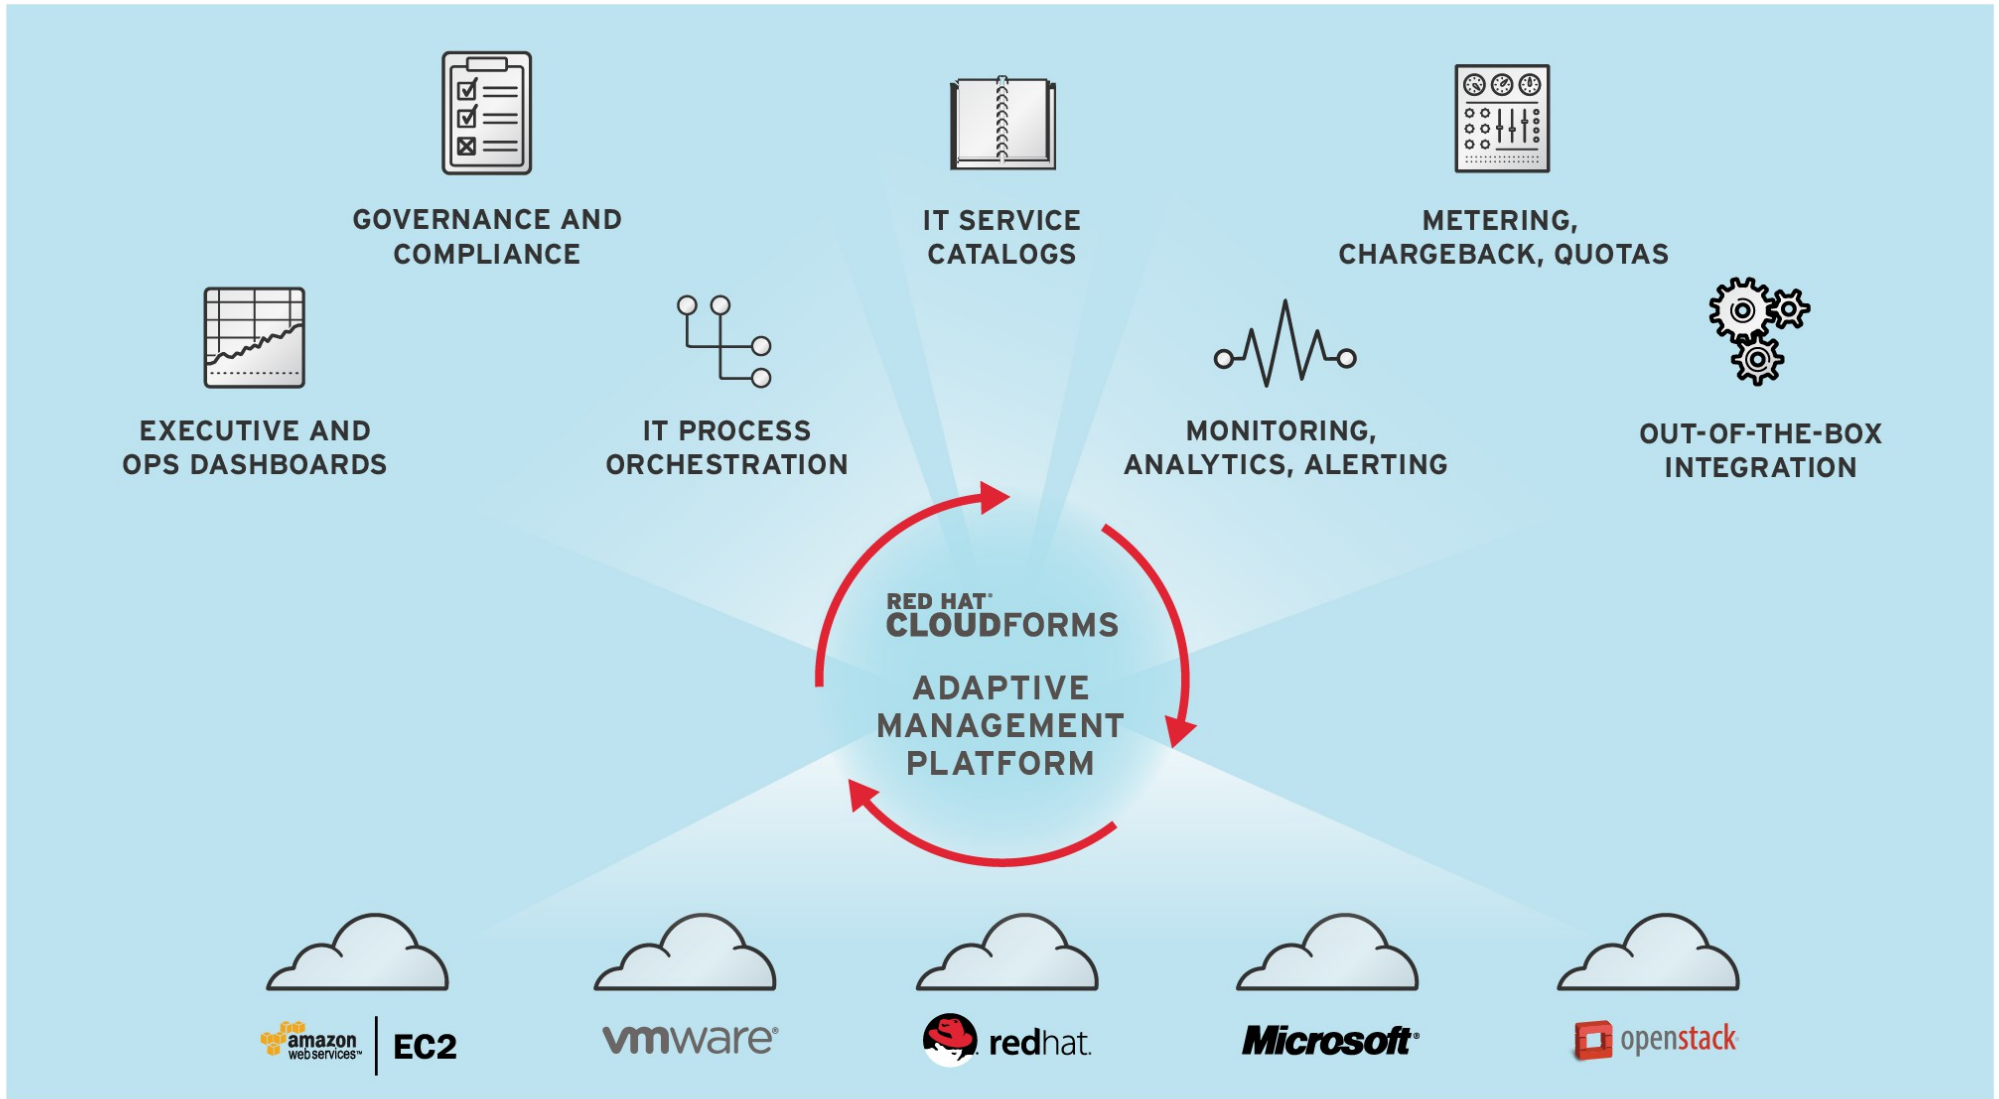 GOVERNANCE AND
COMPLIANCE
IT SERVICE
CATALOGS
METERING,
CHARGEBACK, QUOTAS
EXECUTIVE AND
OPS DASHBOARDS
IT PROCESS
ORCHESTRATION
MONITORING,
ANALYTICS, ALERTING
OUT-OF-THE-BOX
INTEGRATION
RED HAT®
CLOUDFORMS
ADAPTIVE
MANAGEMENT
PLATFORM
amazon
webservices™
EC2
vmware®
redhat.
Microsoft®
openstack